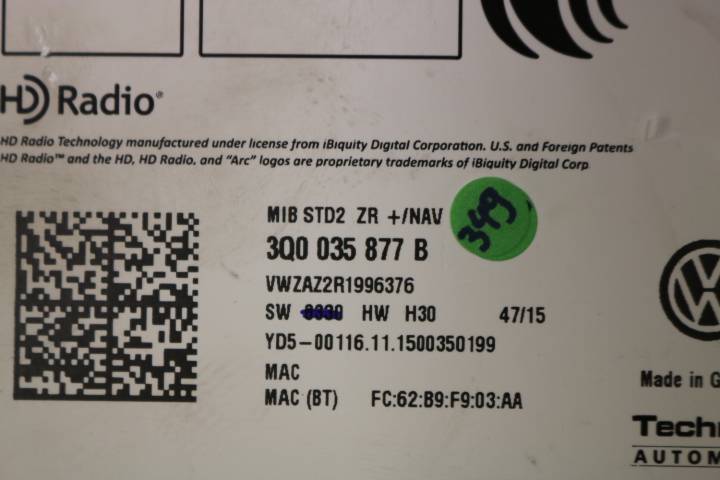 HD Radio®
HD Radio Technology manufactured under license from iBiquity Digital Corporation. U.S. and Foreign Patents
HD Radio™ and the HD, HD Radio, and “Arc” logos are proprietary trademarks of iBiquity Digital Corp
MIB STD2 ZR +/NAV
349
3Q0 035 877 B
VWZAZ2R1996376
SW HW H30 47/15
YD5-00116.11.1500350199
MAC
MAC (BT) FC:62:B9:F9:03:AA
VW
Made in G
Techn
AUTOM